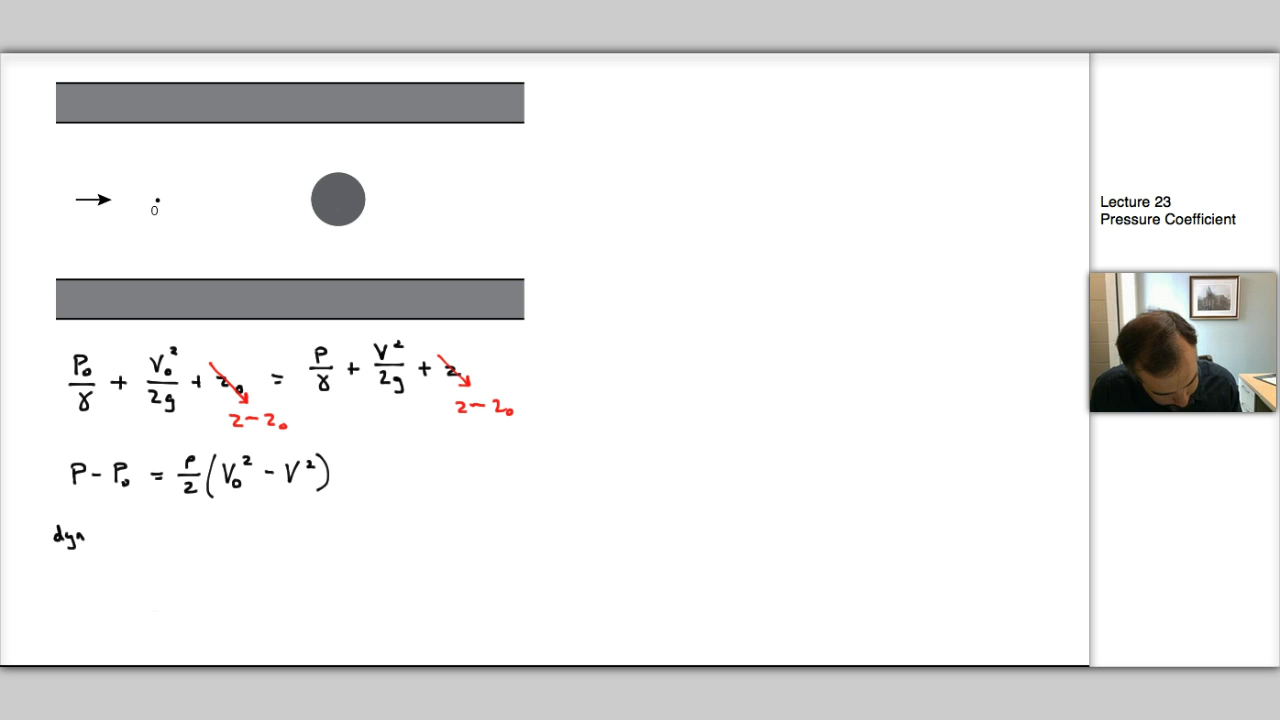 0
P₀/γ + V₀²/2g + z₀ = P/γ + V²/2g + z
z - z₀ z - z₀
P - P₀ = ρ/2 (V₀² - V²)
dyn
Lecture 23
Pressure Coefficient